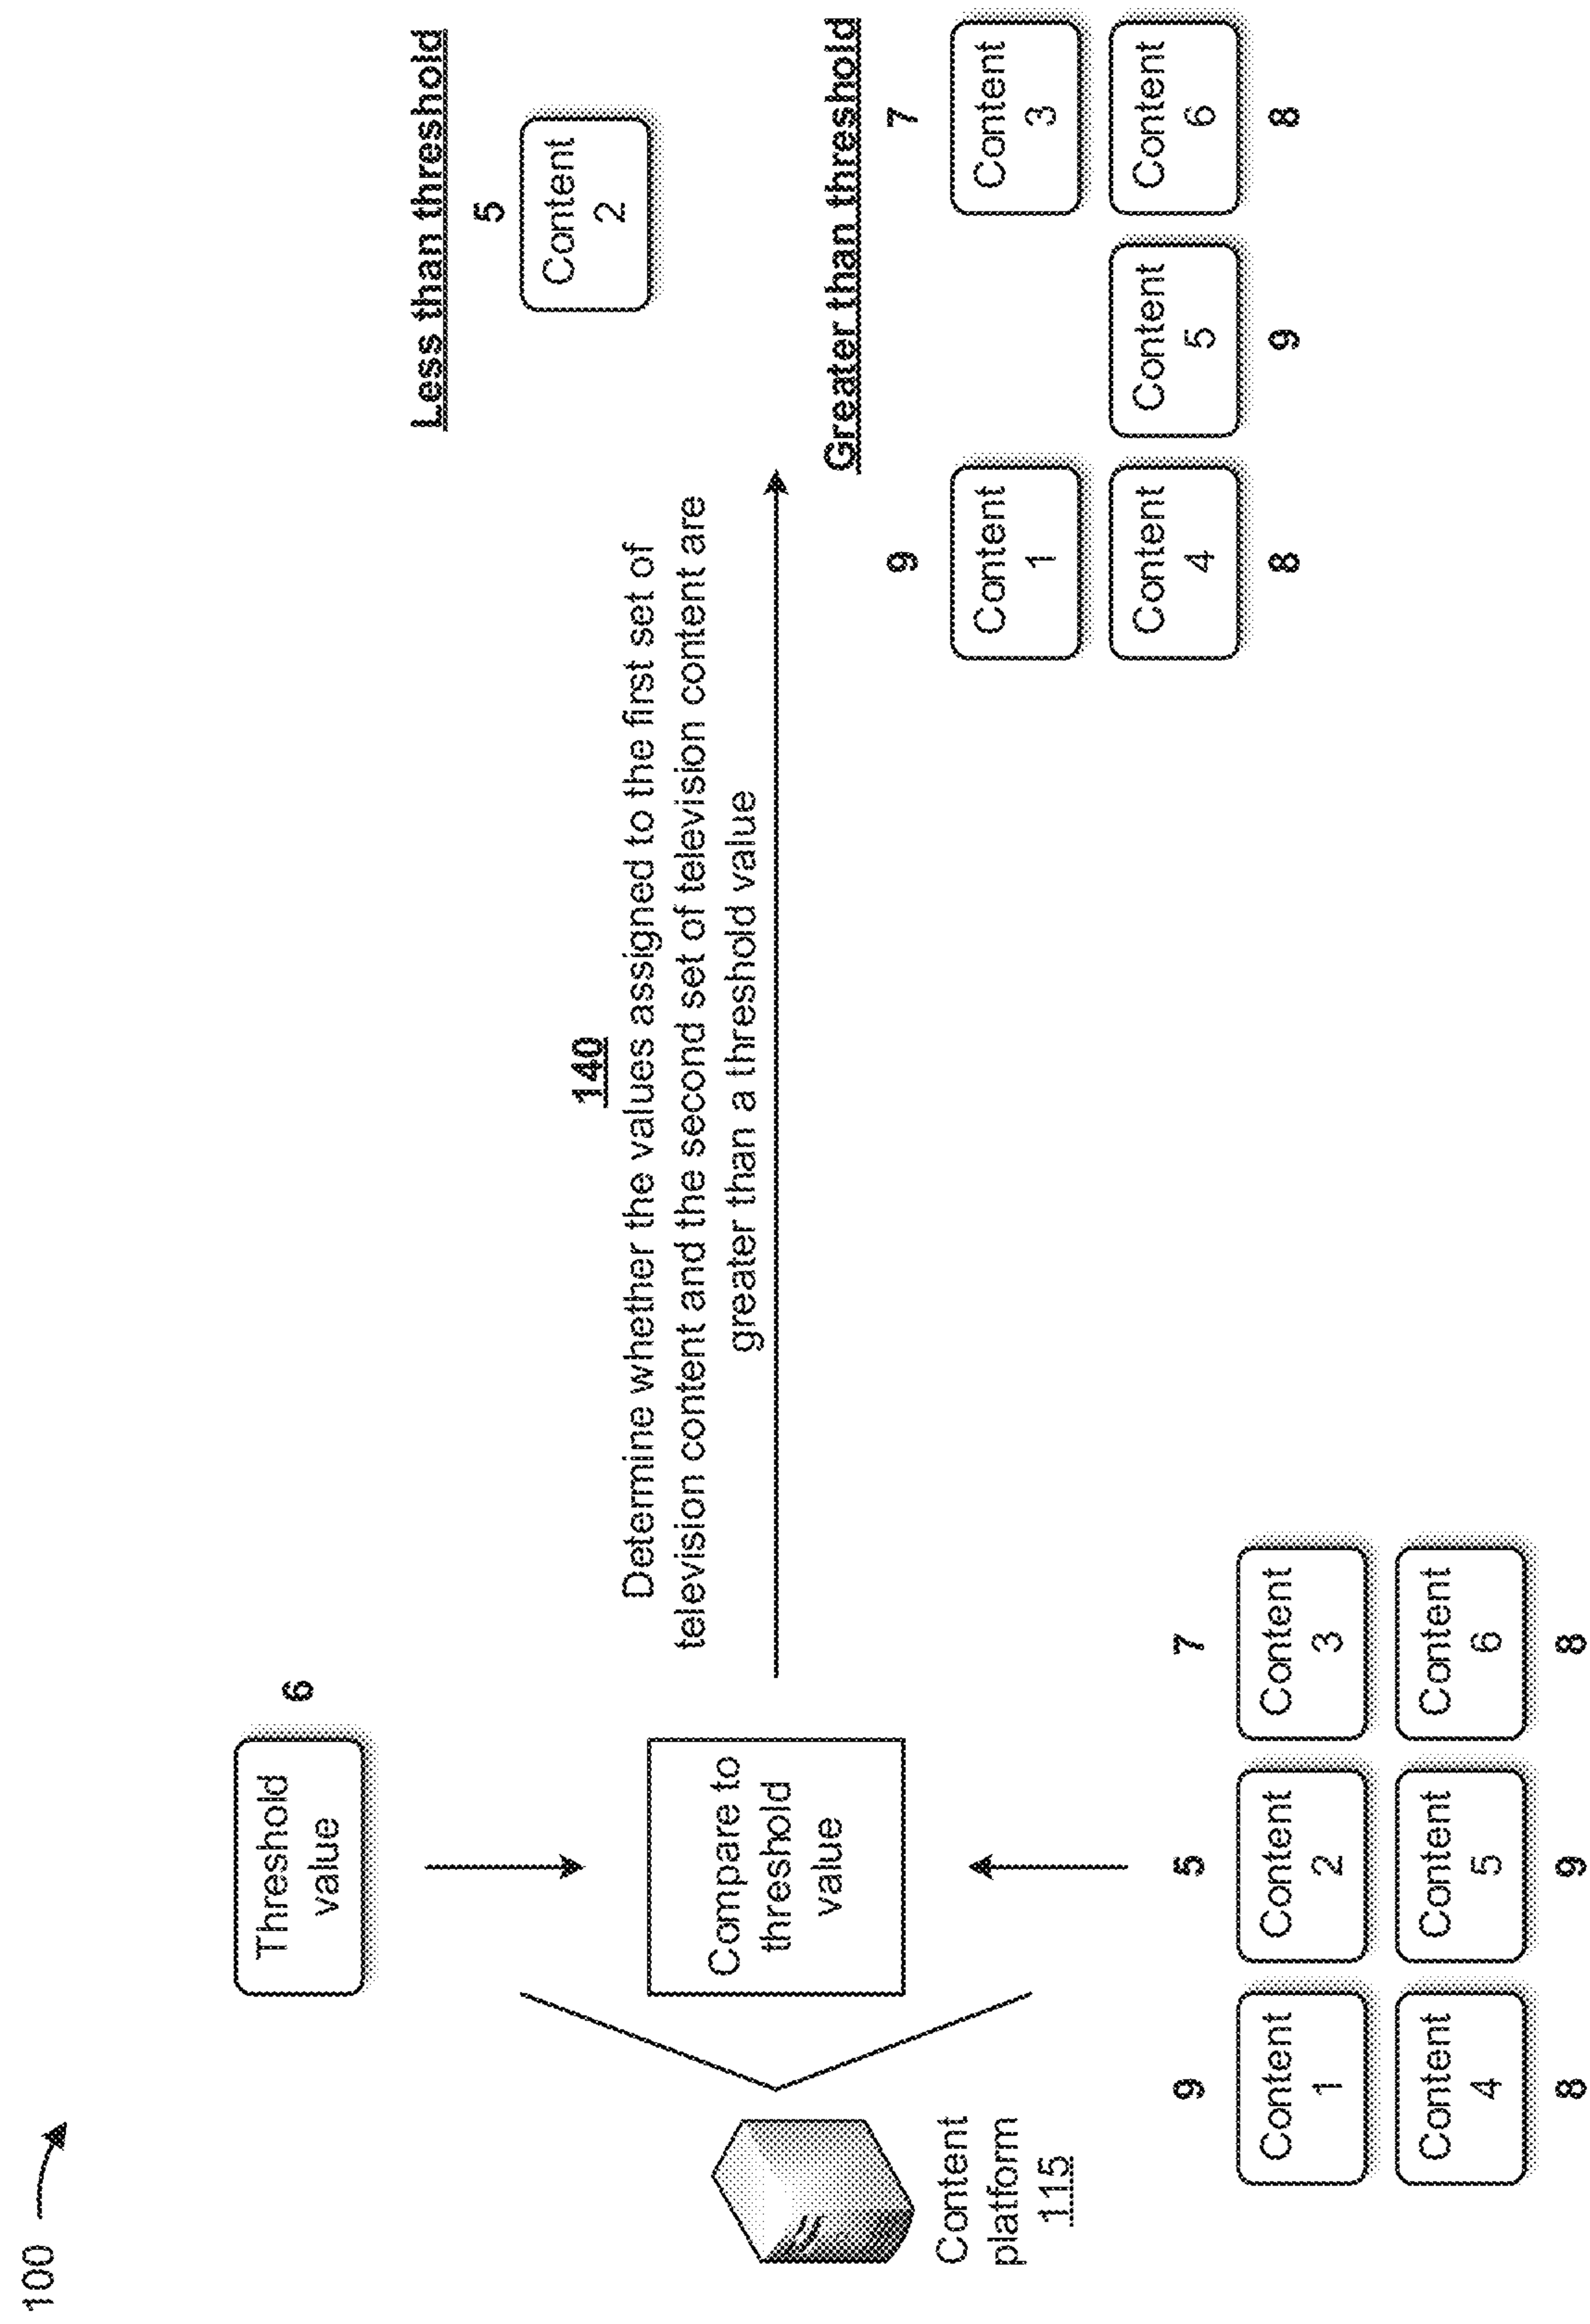 100
Threshold
value
6
Compare to
threshold
value
Content
platform
115
9
5
7
Content
1
Content
2
Content
3
Content
4
Content
5
Content
6
8
9
8
140
Determine whether the values assigned to the first set of
television content and the second set of television content are
greater than a threshold value
Less than threshold
5
Content
2
Greater than threshold
9
7
Content
1
Content
3
Content
4
Content
5
Content
6
8
9
8